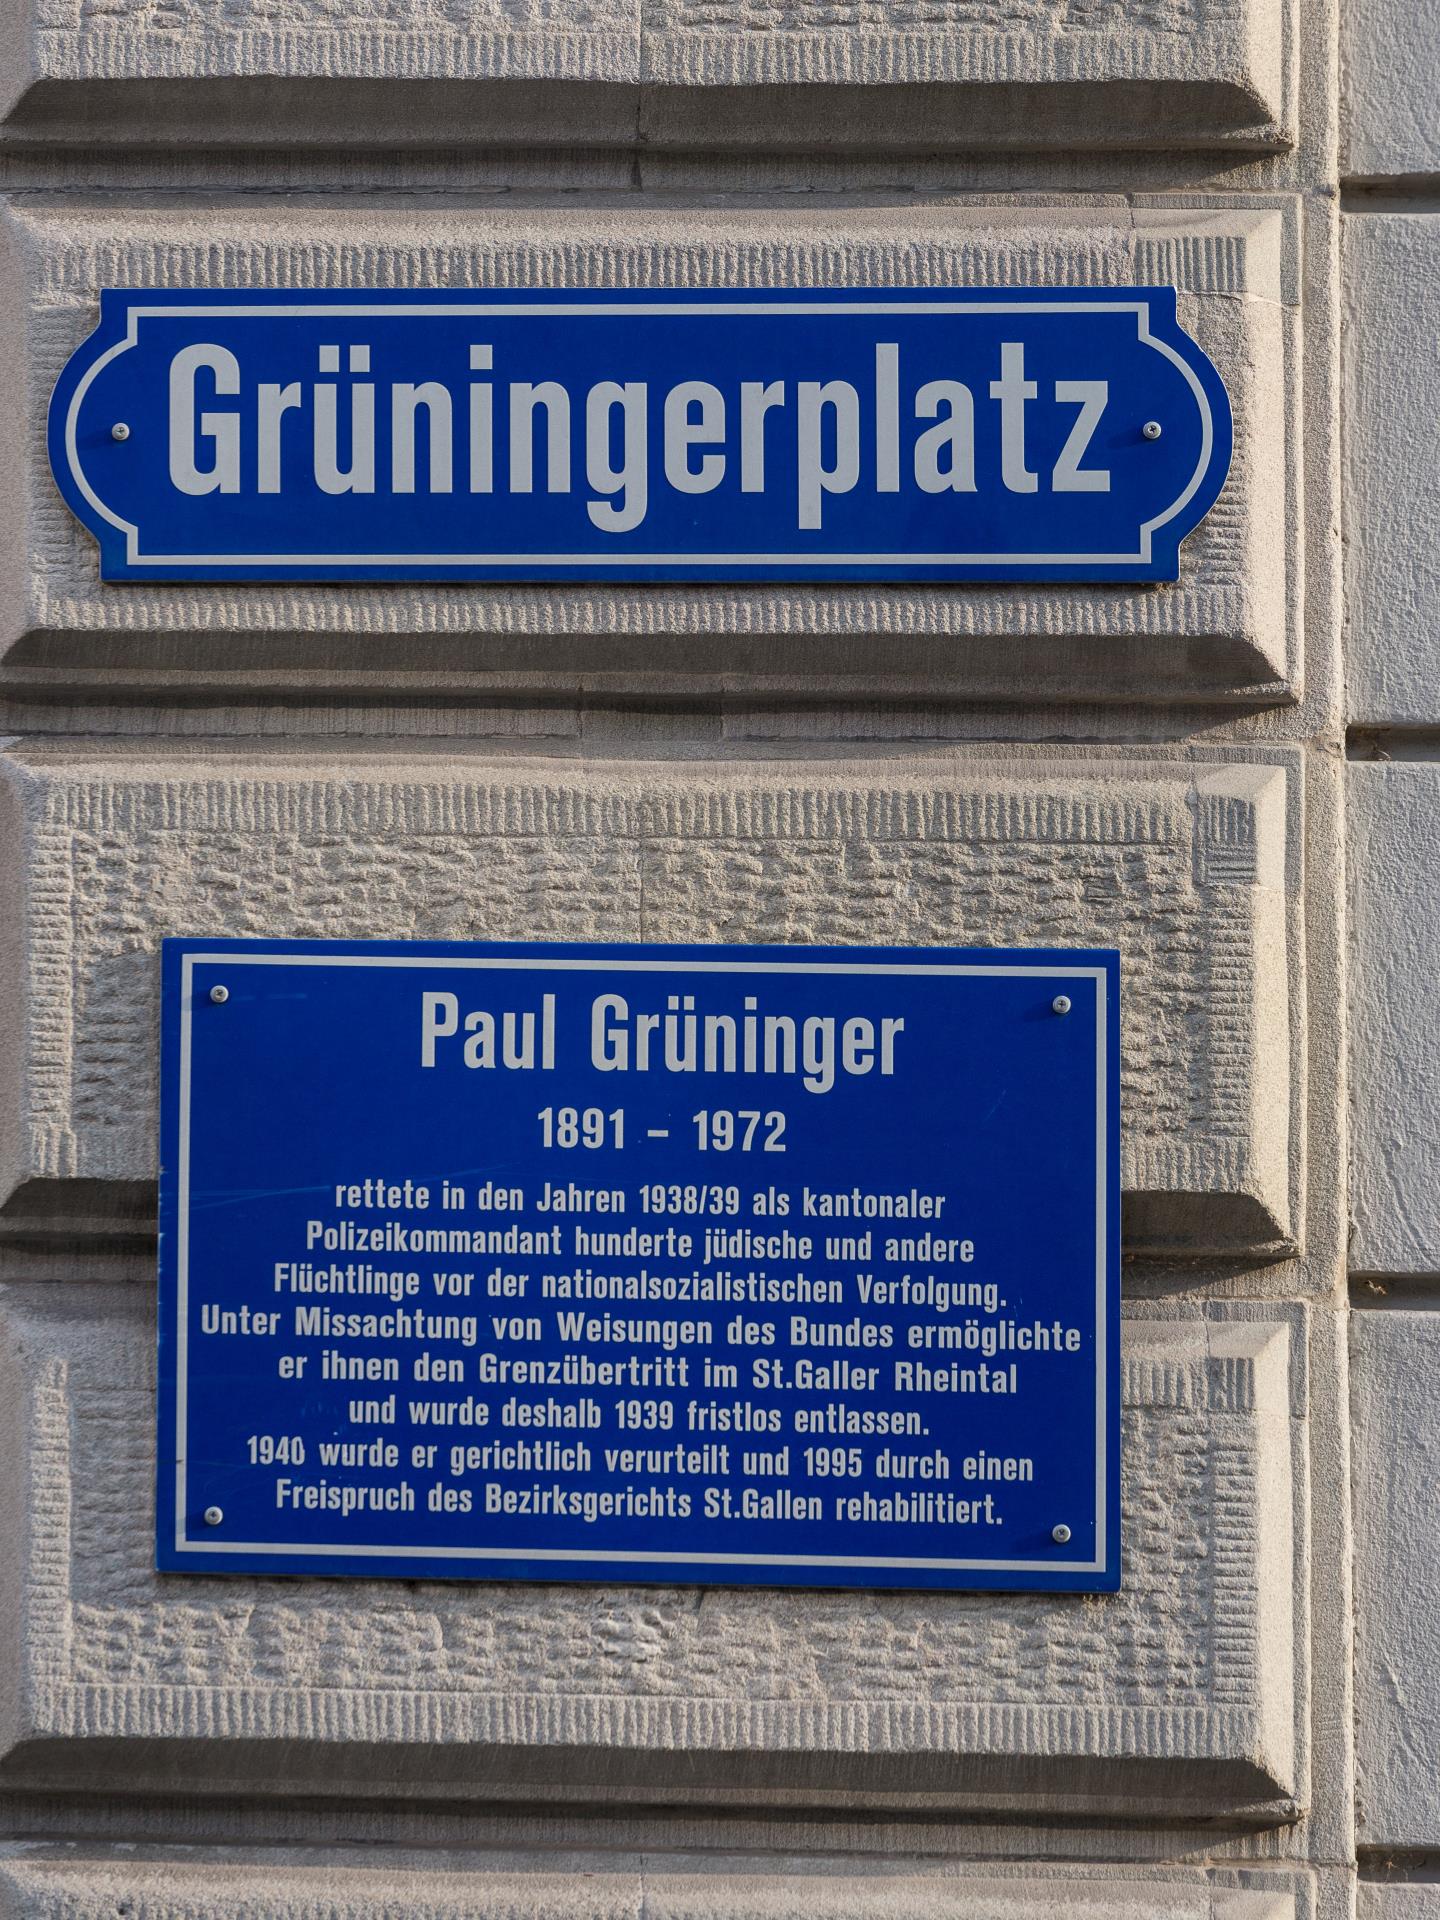 Grüningerplatz
Paul Grüninger
1891 – 1972
rettete in den Jahren 1938/39 als kantonaler
Polizeikommandant hunderte jüdische und andere
Flüchtlinge vor der nationalsozialistischen Verfolgung.
Unter Missachtung von Weisungen des Bundes ermöglichte
er ihnen den Grenzübertritt im St.Galler Rheintal
und wurde deshalb 1939 fristlos entlassen.
1940 wurde er gerichtlich verurteilt und 1995 durch einen
Freispruch des Bezirksgerichts St.Gallen rehabilitiert.